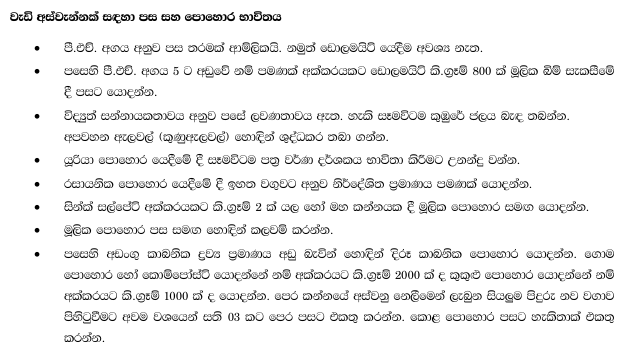 වැඩි අස්වැන්නක් සඳහා පස සහ පොහොර භාවිතය
• පී.එච්. අගය අනුව පස තරමක් ආම්ලිකයි. නමුත් ඩොලමයිට් යෙදීම අවශ්‍ය නැත.
• පසෙහි පී.එච්. අගය 5 ට අඩුවේ නම් පමණක් අක්කරයකට ඩොලමයිට් කි.ග්‍රෑම් 800 ක් මූලික බිම් සැකසීමේ
දී පසට යොදන්න.
• විද්‍යුත් සන්නායකතාවය අනුව පසේ ලවණතාවය ඇත. හැකි සෑමවිටම කුඹුරේ ජලය බැඳ තබන්න.
අපවහන ඇලවල් (කුණුඇලවල්) හොඳින් ශුද්ධකර තබා ගන්න.
• යූරියා පොහොර යෙදීමේ දී සෑමවිටම පත්‍ර වර්ණ දර්ශකය භාවිතා කිරීමට උනන්දු වන්න.
• රසායනික පොහොර යෙදීමේ දී ඉහත වගුවට අනුව නිර්දේශිත ප්‍රමාණය පමණක් යොදන්න.
• සින්ක් සල්පේට් අක්කරයකට කි.ග්‍රෑම් 2 ක් යල හෝ මහ කන්නයක දී මූලික පොහොර සමඟ යොදන්න.
• මූලික පොහොර පස සමඟ හොඳින් කලවම් කරන්න.
• පසෙහි අඩංගු කාබනික ද්‍රව්‍ය ප්‍රමාණය අඩු බැවින් හොඳින් දිරූ කාබනික පොහොර යොදන්න. ගොම
පොහොර හෝ කොම්පෝස්ට් යොදන්නේ නම් අක්කරයට කි.ග්‍රෑම් 2000 ක් ද කුකුළු පොහොර යොදන්නේ නම්
අක්කරයට කි.ග්‍රෑම් 1000 ක් ද යොදන්න. පෙර කන්නයේ අස්වනු නෙලීමෙන් ලැබුන සියලුම පිදුරු නව වගාව
පිහිටුවීමට අවම වශයෙන් සති 03 කට පෙර පසට එකතු කරන්න. කොළ පොහොර පසට හැකිතාක් එකතු
කරන්න.